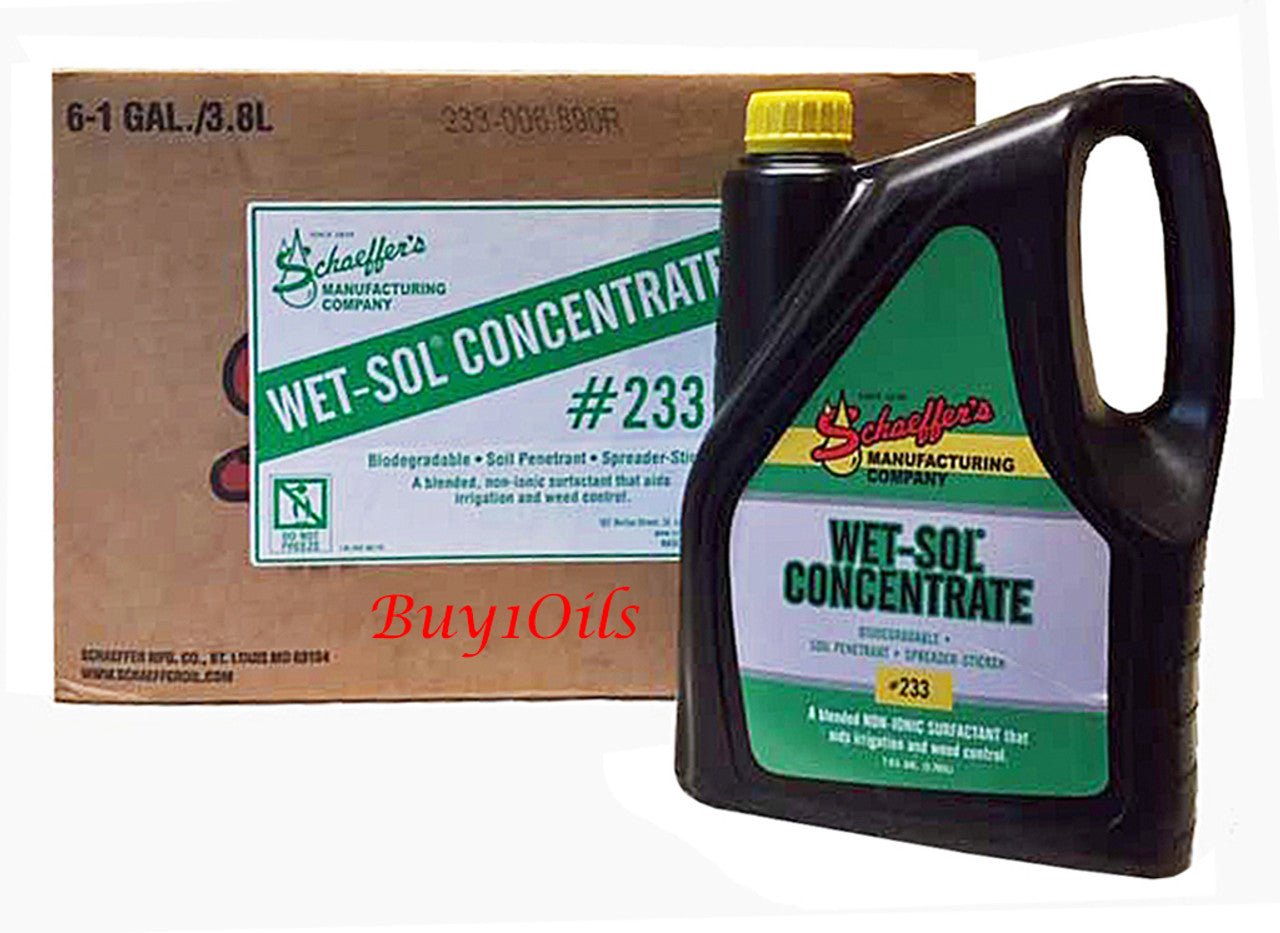 6-1 GAL./3.8L
233-006-890R
SINCE 1839
Schaeffer's
MANUFACTURING
COMPANY
WET-SOL® CONCENTRATE
#233
Biodegradable • Soil Penetrant • Spreader-Stic
A blended, non-ionic surfactant that aids
irrigation and weed control.
DO NOT
FREEZE
Buy1Oils
SCHAEFFER MFG. CO., ST. LOUIS MO 63104
WWW.SCHAEFFEROIL.COM
SINCE 1839
Schaeffer's
MANUFACTURING
COMPANY
WET-SOL®
CONCENTRATE
BIODEGRADABLE •
SOIL PENETRANT • SPREADER-STICKER
#233
A blended NON-IONIC SURFACTANT that
aids irrigation and weed control.